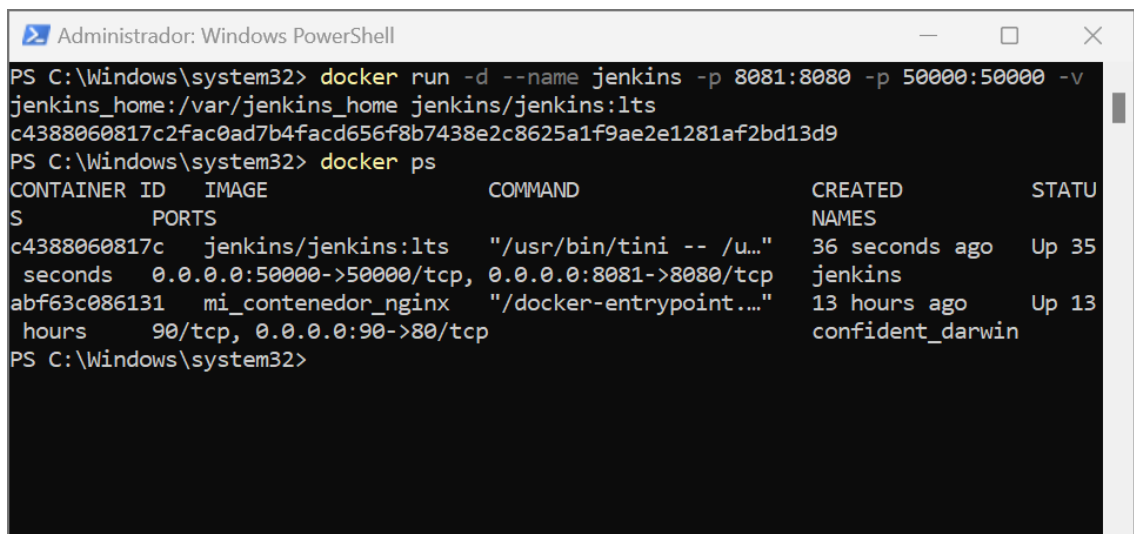 Administrador: Windows PowerShell
PS C:\Windows\system32> docker run -d --name jenkins -p 8081:8080 -p 50000:50000 -v
jenkins_home:/var/jenkins_home jenkins/jenkins:lts
c4388060817c2fac0ad7b4facd656f8b7438e2c8625a1f9ae2e1281af2bd13d9
PS C:\Windows\system32> docker ps
CONTAINER ID   IMAGE                 COMMAND                  CREATED          STATU
S          PORTS                                              NAMES
c4388060817c   jenkins/jenkins:lts   "/usr/bin/tini -- /u…"   36 seconds ago   Up 35
 seconds   0.0.0.0:50000->50000/tcp, 0.0.0.0:8081->8080/tcp   jenkins
abf63c086131   mi_contenedor_nginx   "/docker-entrypoint.…"   13 hours ago     Up 13
 hours     90/tcp, 0.0.0.0:90->80/tcp                         confident_darwin
PS C:\Windows\system32>